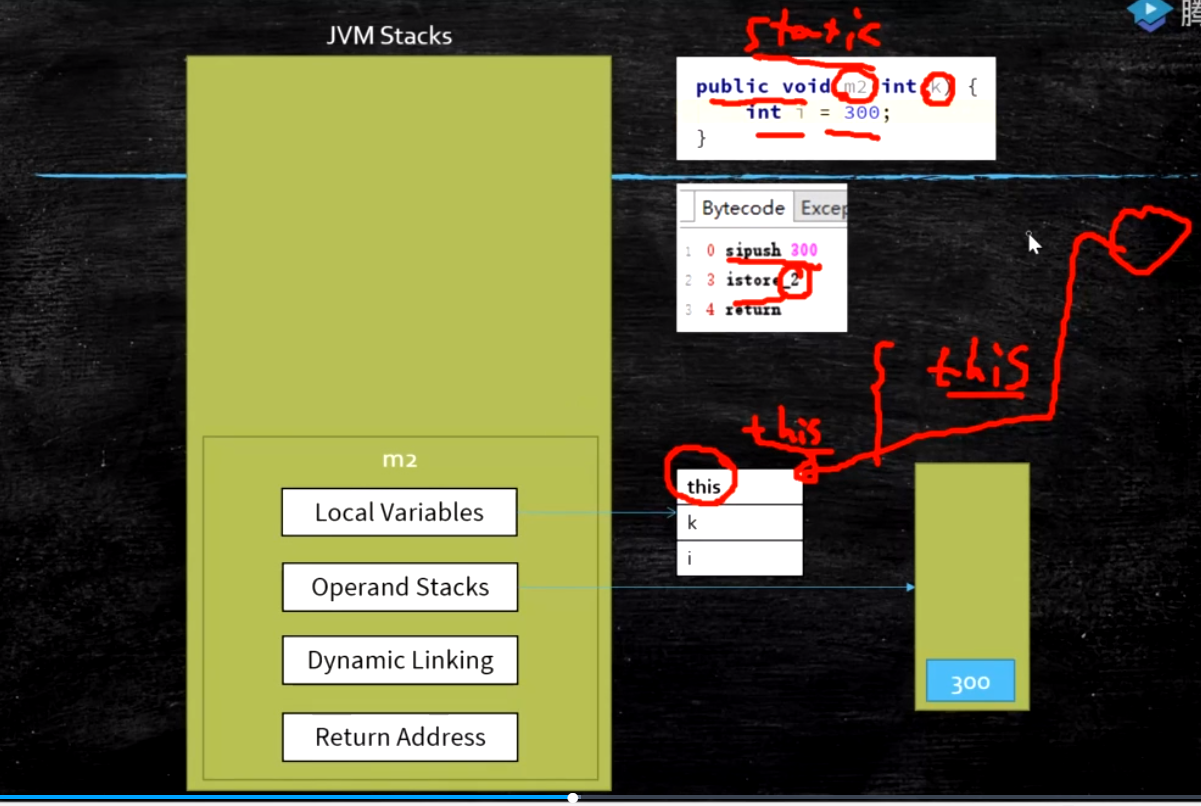 JVM Stacks
static
public void m2(int k) {
int i = 300;
}
Bytecode
1 0 sipush 300
2 3 istore_2
3 4 return
this
this
m2
Local Variables
Operand Stacks
Dynamic Linking
Return Address
this
k
i
300